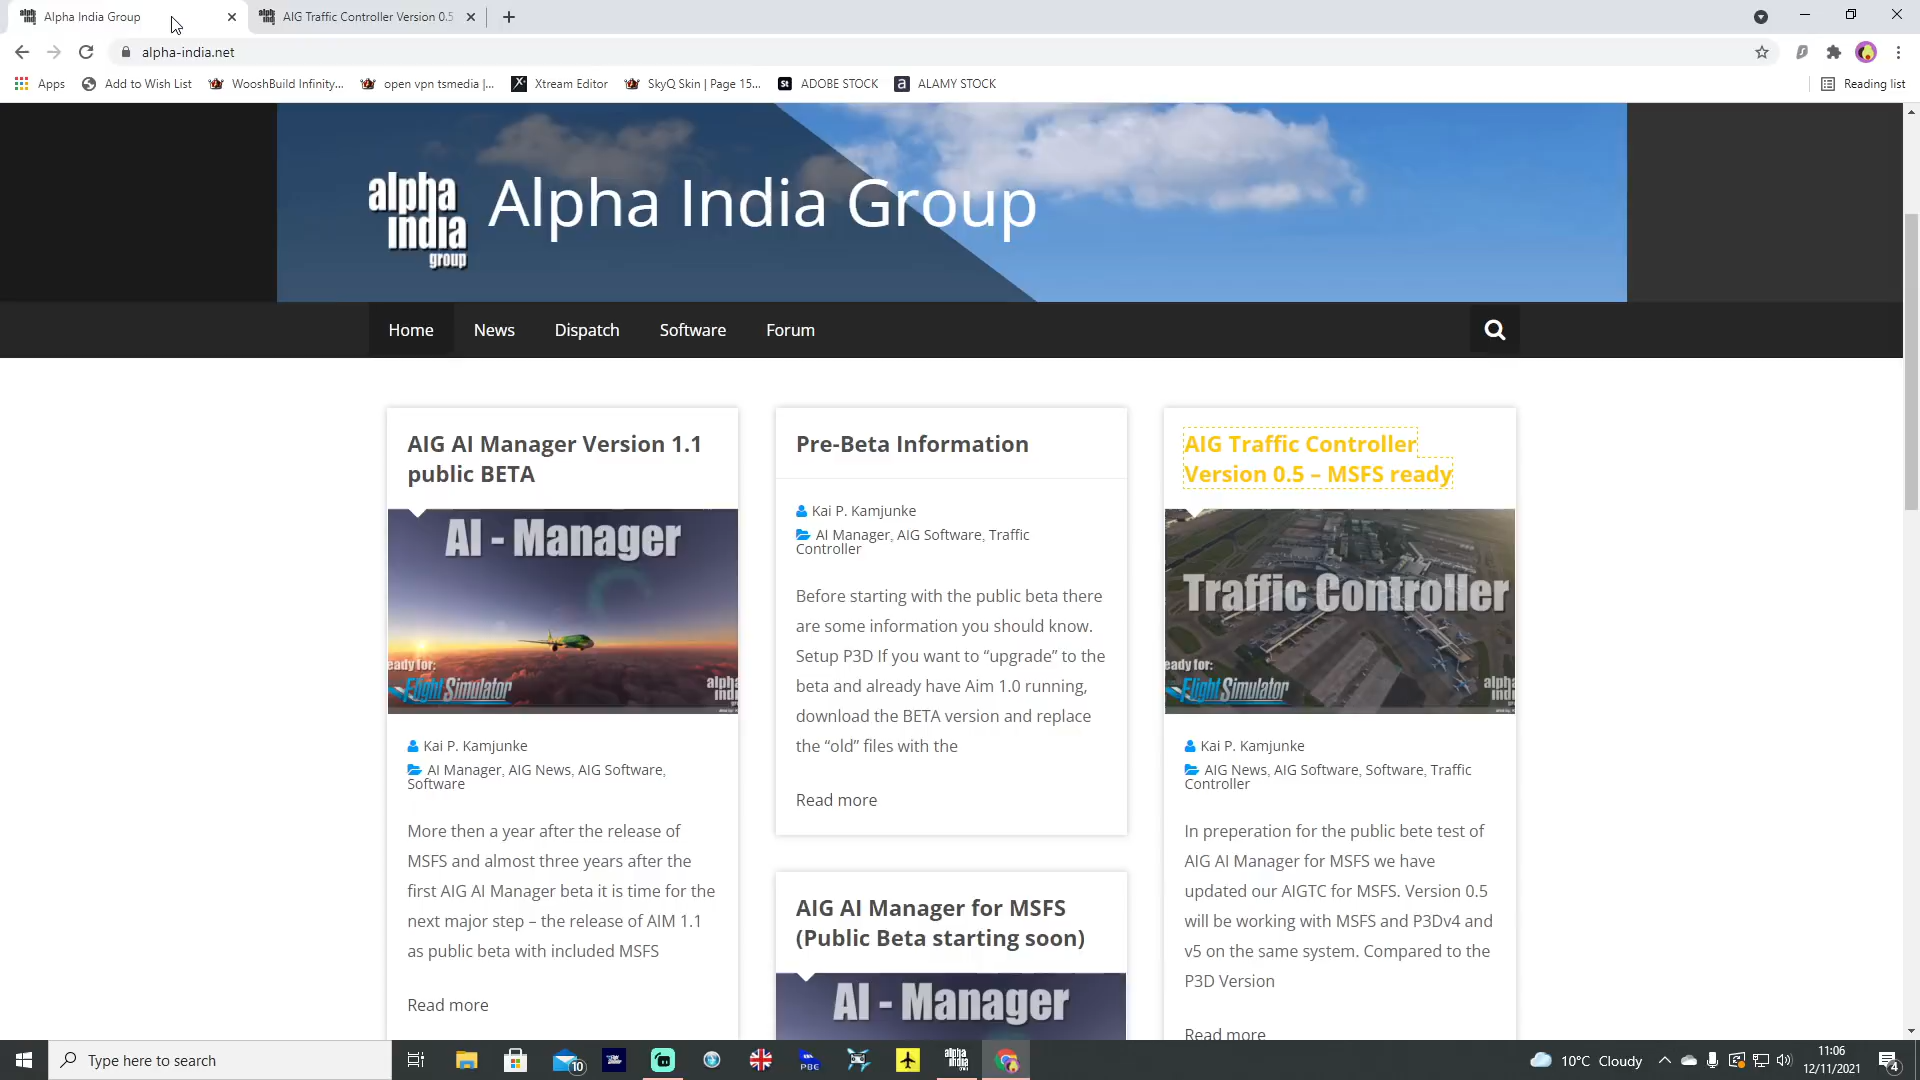 Alpha India Group
AIG Traffic Controller Version 0.5
alpha-india.net
Apps
Add to Wish List
WooshBuild Infinity...
open vpn tsmedia |...
Xtream Editor
SkyQ Skin | Page 15...
ADOBE STOCK
ALAMY STOCK
Reading list
alpha
india
group
Alpha India Group
Home
News
Dispatch
Software
Forum
AIG AI Manager Version 1.1
public BETA
AI - Manager
eady for:
FlightSimulator
Kai P. Kamjunke
AI Manager, AIG News, AIG Software,
Software
More then a year after the release of
MSFS and almost three years after the
first AIG AI Manager beta it is time for the
next major step – the release of AIM 1.1
as public beta with included MSFS
Read more
Pre-Beta Information
Kai P. Kamjunke
AI Manager, AIG Software, Traffic
Controller
Before starting with the public beta there
are some information you should know.
Setup P3D If you want to “upgrade” to the
beta and already have Aim 1.0 running,
download the BETA version and replace
the “old” files with the
Read more
AIG AI Manager for MSFS
(Public Beta starting soon)
AI - Manager
AIG Traffic Controller
Version 0.5 – MSFS ready
Traffic Controller
eady for:
FlightSimulator
Kai P. Kamjunke
AIG News, AIG Software, Software, Traffic
Controller
In preperation for the public bete test of
AIG AI Manager for MSFS we have
updated our AIGTC for MSFS. Version 0.5
will be working with MSFS and P3Dv4 and
v5 on the same system. Compared to the
P3D Version
Read more
Type here to search
10
PBE
10°C Cloudy
11:06
12/11/2021
4